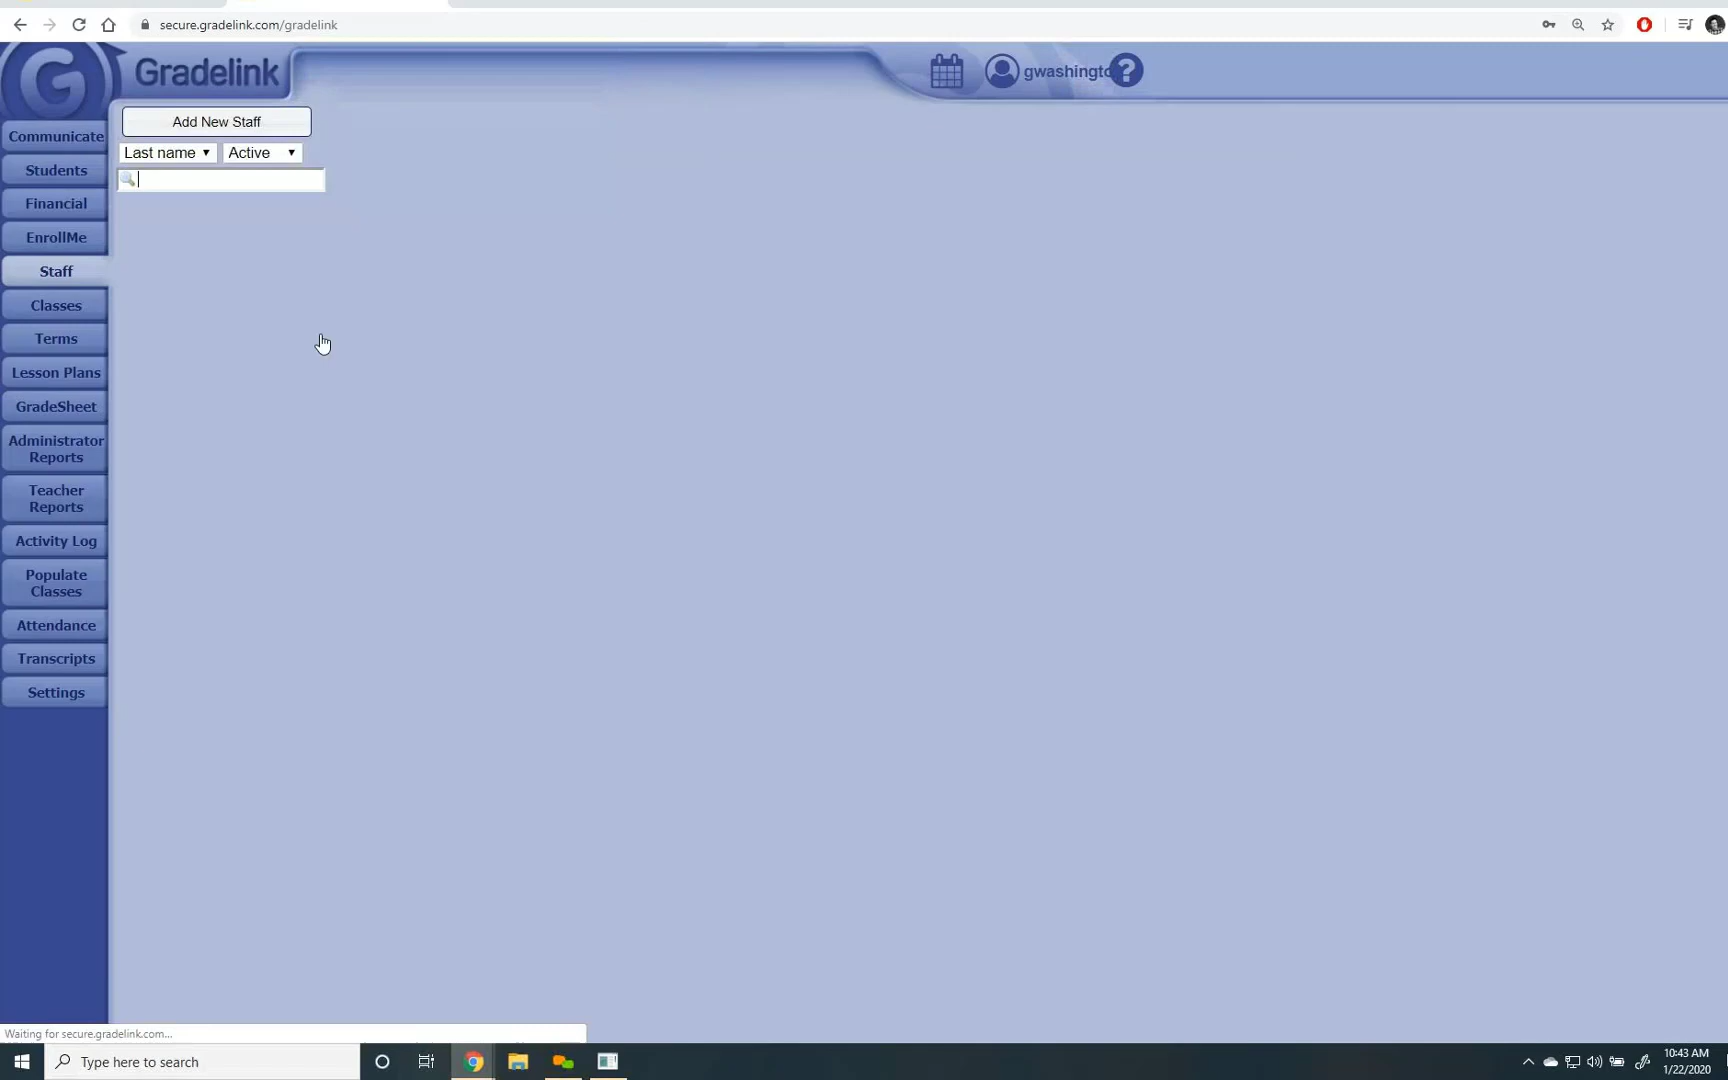 secure.gradelink.com/gradelink
G Gradelink
gwashingto
?
Add New Staff
Last name
Active
Communicate
Students
Financial
EnrollMe
Staff
Classes
Terms
Lesson Plans
GradeSheet
Administrator
Reports
Teacher
Reports
Activity Log
Populate
Classes
Attendance
Transcripts
Settings
Waiting for secure.gradelink.com...
Type here to search
10:43 AM
1/22/2020